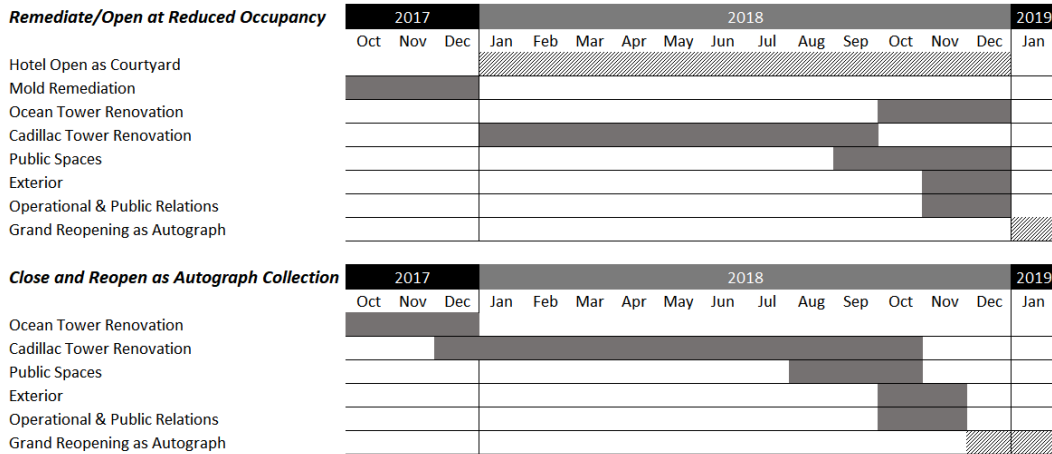 Remediate/Open at Reduced Occupancy 2017 2018 2019
Oct Nov Dec Jan Feb Mar Apr May Jun Jul Aug Sep Oct Nov Dec Jan
Hotel Open as Courtyard
Mold Remediation
Ocean Tower Renovation
Cadillac Tower Renovation
Public Spaces
Exterior
Operational & Public Relations
Grand Reopening as Autograph
Close and Reopen as Autograph Collection 2017 2018 2019
Oct Nov Dec Jan Feb Mar Apr May Jun Jul Aug Sep Oct Nov Dec Jan
Ocean Tower Renovation
Cadillac Tower Renovation
Public Spaces
Exterior
Operational & Public Relations
Grand Reopening as Autograph